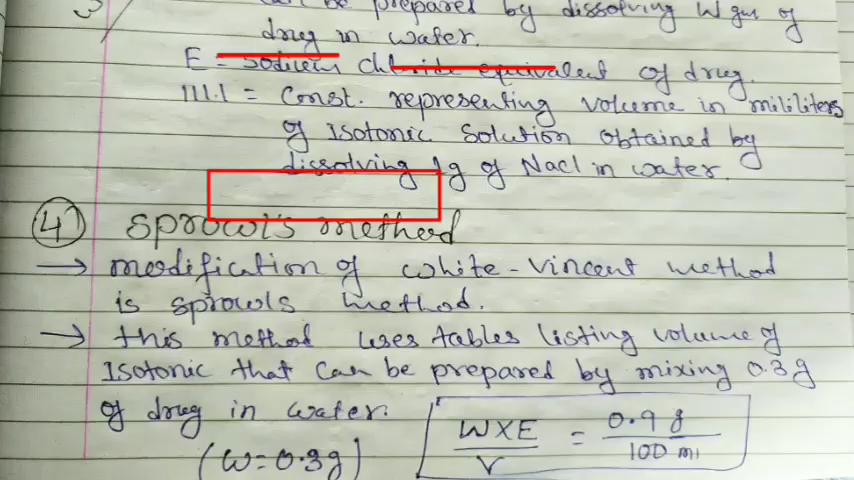 be prepared by dissolving W gm of
drug in water.
E = Sodium Chloride equivalent of drug.
111.1 = Const. representing volume in mililiters
of Isotonic Solution obtained by
dissolving 1g of Nacl in water.
4 Sprowl's method
→ modification of white-vincent method
is sprowls method.
→ this method uses tables listing volume of
Isotonic that can be prepared by mixing 0.3g
of drug in water.
(W=0.3g)
WXE / V = 0.9 g / 100 ml